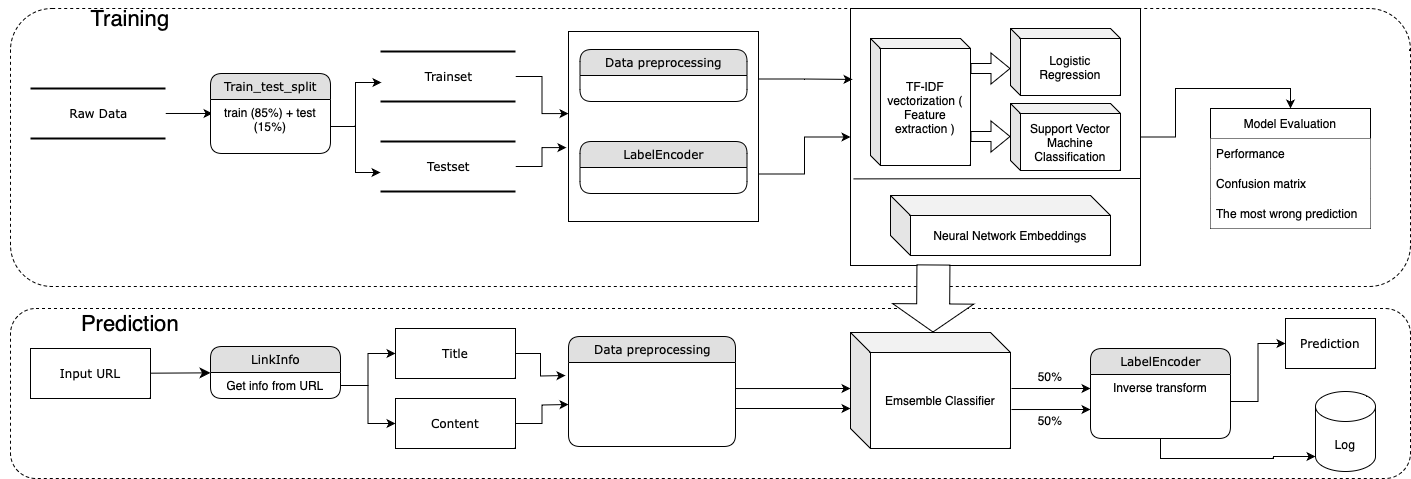 Training
Raw Data
Train_test_split
train (85%) + test
(15%)
Trainset
Testset
Data preprocessing
LabelEncoder
TF-IDF
vectorization (
Feature
extraction )
Logistic
Regression
Support Vector
Machine
Classification
Neural Network Embeddings
Model Evaluation
Performance
Confusion matrix
The most wrong prediction
Prediction
Input URL
LinkInfo
Get info from URL
Title
Content
Data preprocessing
Emsemble Classifier
50%
50%
LabelEncoder
Inverse transform
Prediction
Log